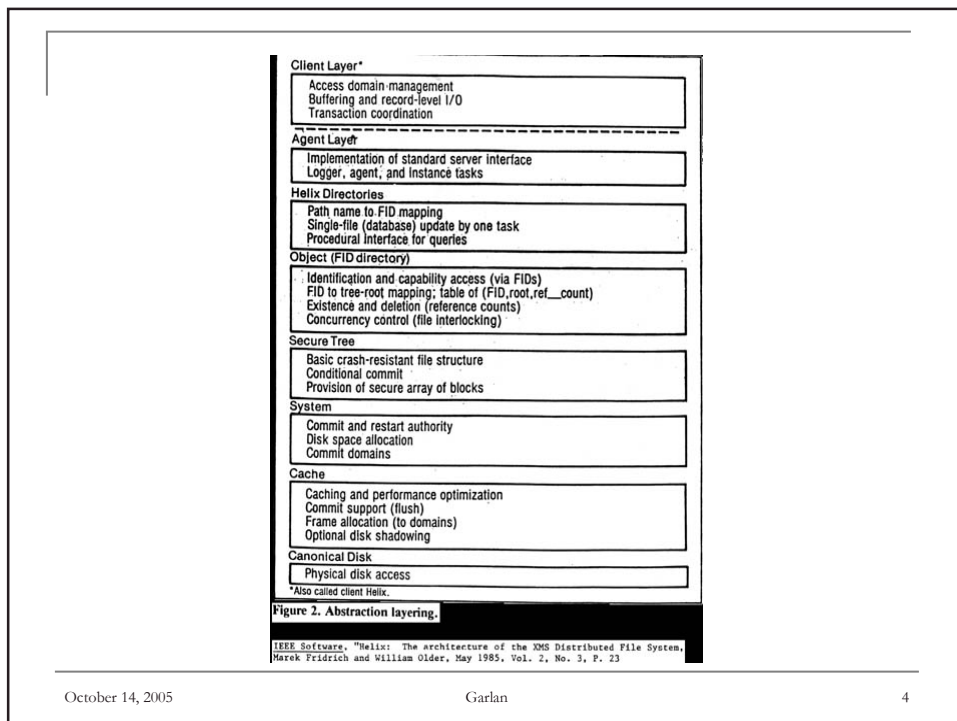 Client Layer*
Access domain management
Buffering and record-level I/O
Transaction coordination
Agent Layer
Implementation of standard server interface
Logger, agent, and instance tasks
Helix Directories
Path name to FID mapping
Single-file (database) update by one task
Procedural interface for queries
Object (FID directory)
Identification and capability access (via FIDs)
FID to tree-root mapping; table of (FID,root,ref__count)
Existence and deletion (reference counts)
Concurrency control (file interlocking)
Secure Tree
Basic crash-resistant file structure
Conditional commit
Provision of secure array of blocks
System
Commit and restart authority
Disk space allocation
Commit domains
Cache
Caching and performance optimization
Commit support (flush)
Frame allocation (to domains)
Optional disk shadowing
Canonical Disk
Physical disk access
*Also called client Helix.
Figure 2. Abstraction layering.
IEEE Software, "Helix: The architecture of the XMS Distributed File System,
Marek Fridrich and William Older, May 1985, Vol. 2, No. 3, P. 23
October 14, 2005
Garlan
4